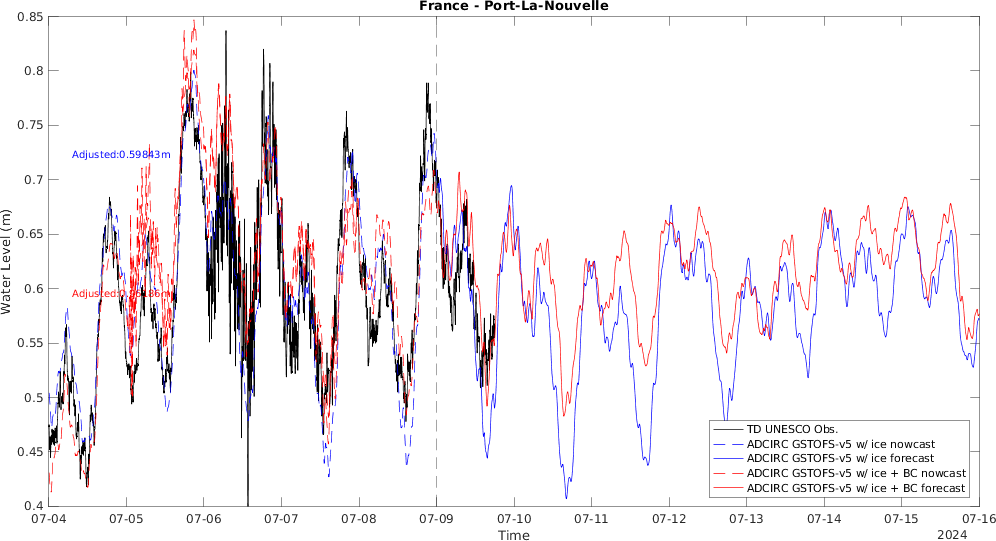 France - Port-La-Nouvelle
Water Level (m)
0.85
0.8
0.75
0.7
0.65
0.6
0.55
0.5
0.45
0.4
Adjusted:0.59843m
TD UNESCO Obs.
ADCIRC GSTOFS-v5 w/ ice nowcast
ADCIRC GSTOFS-v5 w/ ice forecast
ADCIRC GSTOFS-v5 w/ ice + BC nowcast
ADCIRC GSTOFS-v5 w/ ice + BC forecast
07-04 07-05 07-06 07-07 07-08 07-09 07-10 07-11 07-12 07-13 07-14 07-15 07-16
Time
2024